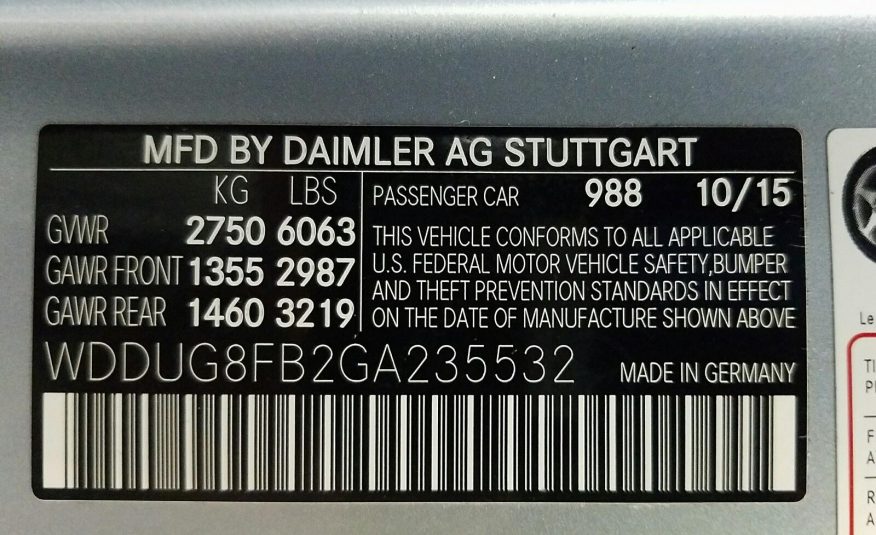 MFD BY DAIMLER AG STUTTGART
KG LBS
GVWR 2750 6063
GAWR FRONT 1355 2987
GAWR REAR 1460 3219
PASSENGER CAR 988 10/15
THIS VEHICLE CONFORMS TO ALL APPLICABLE
U.S. FEDERAL MOTOR VEHICLE SAFETY,BUMPER
AND THEFT PREVENTION STANDARDS IN EFFECT
ON THE DATE OF MANUFACTURE SHOWN ABOVE
WDDUG8FB2GA235532
MADE IN GERMANY